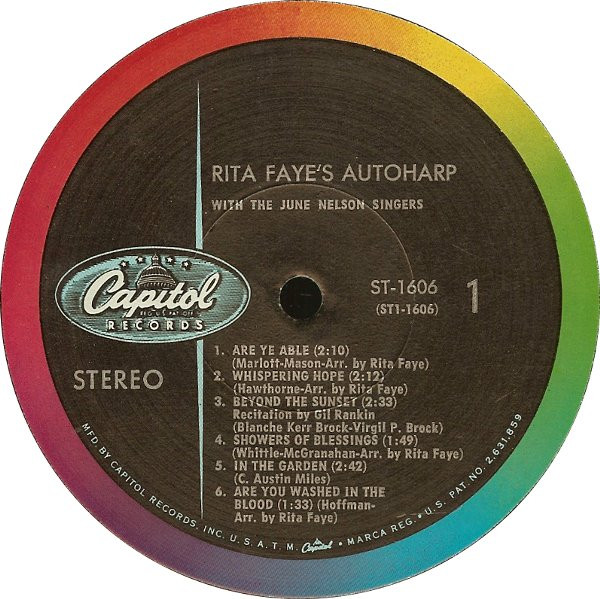 RITA FAYE'S AUTOHARP
WITH THE JUNE NELSON SINGERS
Capitol
REG. U.S. PAT. OFF.
RECORDS
ST-1606
(ST1-1606)
1
STEREO
1. ARE YE ABLE (2:10)
(Marlott-Mason-Arr. by Rita Faye)
2. WHISPERING HOPE (2:12)
(Hawthorne-Arr. by Rita Faye)
3. BEYOND THE SUNSET (2:33)
Recitation by Gil Rankin
(Blanche Kerr Brock-Virgil P. Brock)
4. SHOWERS OF BLESSINGS (1:49)
(Whittle-McGranahan-Arr. by Rita Faye)
5. IN THE GARDEN (2:42)
(C. Austin Miles)
6. ARE YOU WASHED IN THE
BLOOD (1:33) (Hoffman-
Arr. by Rita Faye)
MFD. BY CAPITOL RECORDS, INC. U.S.A. T.M. Capitol • MARCA REG. • U.S. PAT. NO. 2,631,859